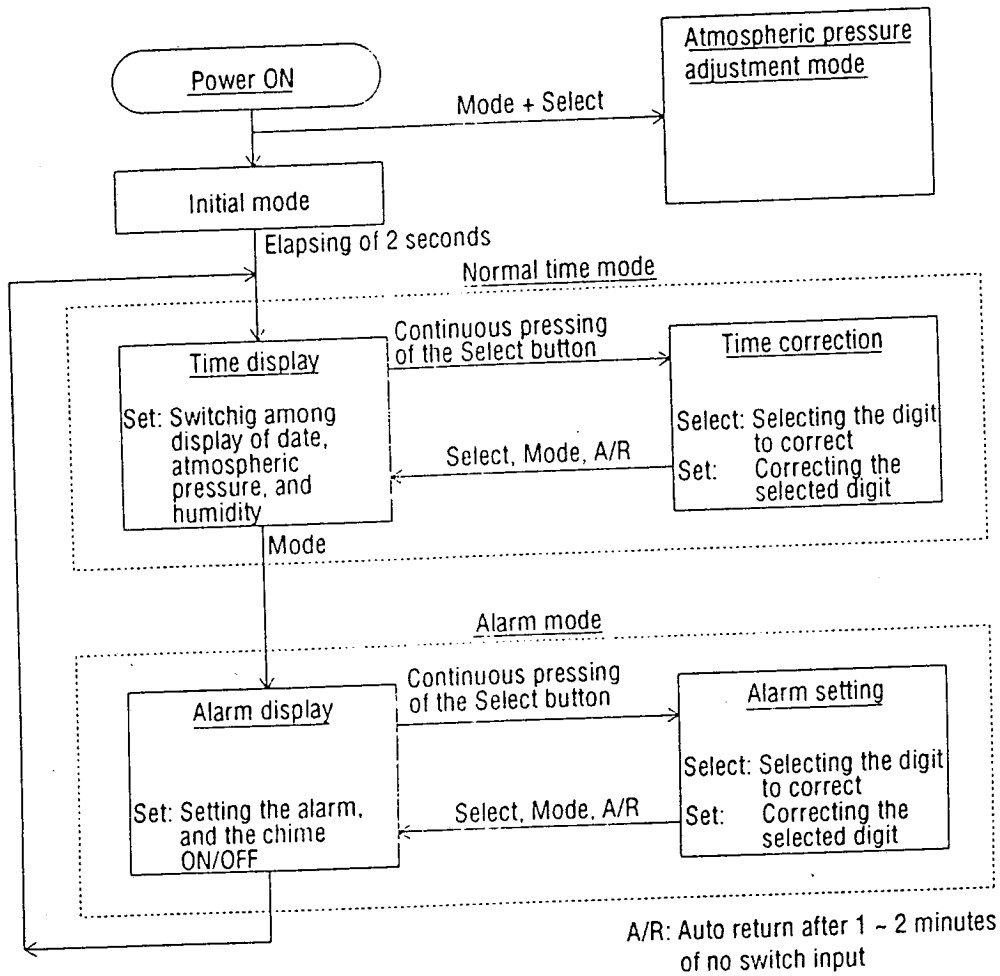 Power ON
Mode + Select
Atmospheric pressure
adjustment mode
Initial mode
Elapsing of 2 seconds
Normal time mode
Time display
Set: Switchig among
display of date,
atmospheric
pressure, and
humidity
Continuous pressing
of the Select button
Time correction
Select: Selecting the digit
to correct
Set: Correcting the
selected digit
Select, Mode, A/R
Mode
Alarm mode
Alarm display
Set: Setting the alarm,
and the chime
ON/OFF
Continuous pressing
of the Select button
Alarm setting
Select: Selecting the digit
to correct
Set: Correcting the
selected digit
Select, Mode, A/R
A/R: Auto return after 1 ~ 2 minutes
of no switch input